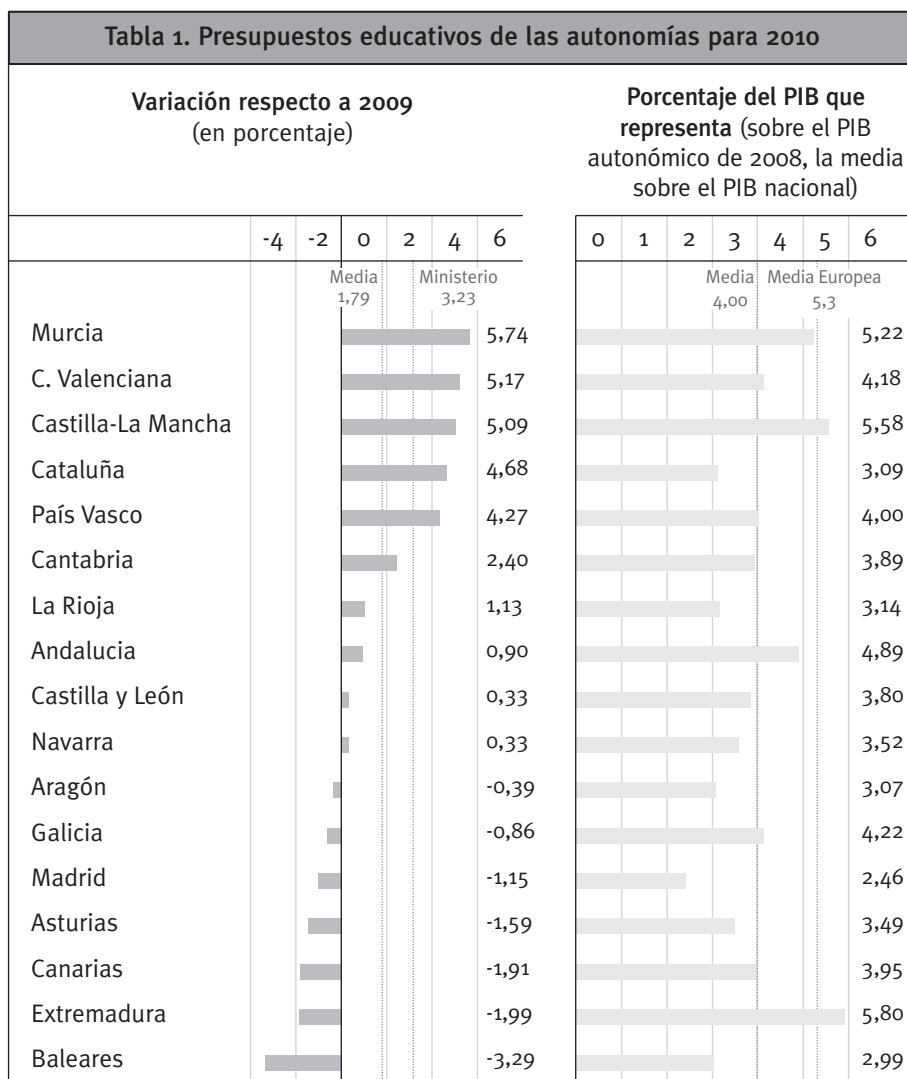 Tabla 1. Presupuestos educativos de las autonomías para 2010
Variación respecto a 2009
(en porcentaje)
Porcentaje del PIB que
representa (sobre el PIB
autonómico de 2008, la media
sobre el PIB nacional)
-4 -2 0 2 4 6 0 1 2 3 4 5 6
Media Ministerio Media Media Europea
1,79 3,23 4,00 5,3
Murcia 5,74 5,22
C. Valenciana 5,17 4,18
Castilla-La Mancha 5,09 5,58
Cataluña 4,68 3,09
País Vasco 4,27 4,00
Cantabria 2,40 3,89
La Rioja 1,13 3,14
Andalucia 0,90 4,89
Castilla y León 0,33 3,80
Navarra 0,33 3,52
Aragón -0,39 3,07
Galicia -0,86 4,22
Madrid -1,15 2,46
Asturias -1,59 3,49
Canarias -1,91 3,95
Extremadura -1,99 5,80
Baleares -3,29 2,99